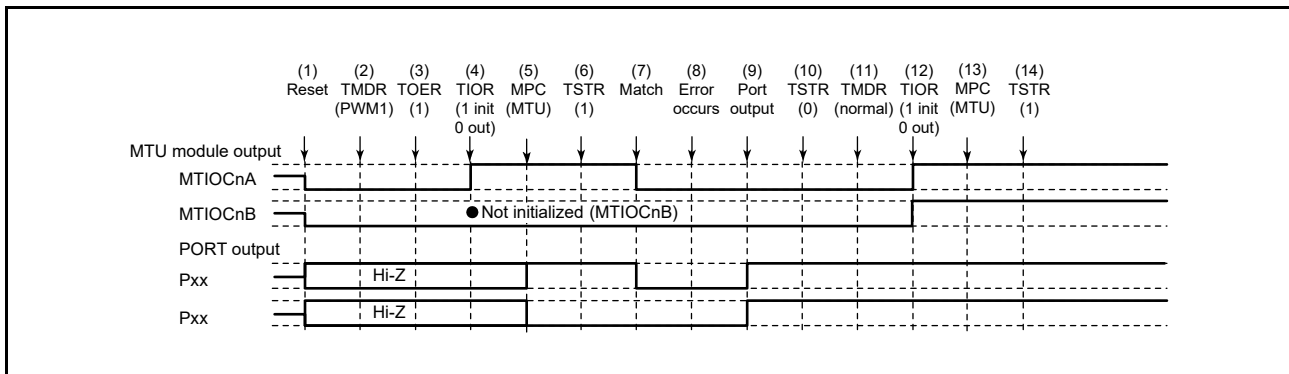 (1) (2) (3) (4) (5) (6) (7) (8) (9) (10) (11) (12) (13) (14)
Reset TMDR TOER TIOR MPC TSTR Match Error Port TSTR TMDR TIOR MPC TSTR
(PWM1) (1) (1 init (MTU) (1) occurs output (0) (normal) (1 init (MTU) (1)
0 out) 0 out)
MTU module output
MTIOCnA
MTIOCnB ●Not initialized (MTIOCnB)
PORT output
Pxx Hi-Z
Pxx Hi-Z